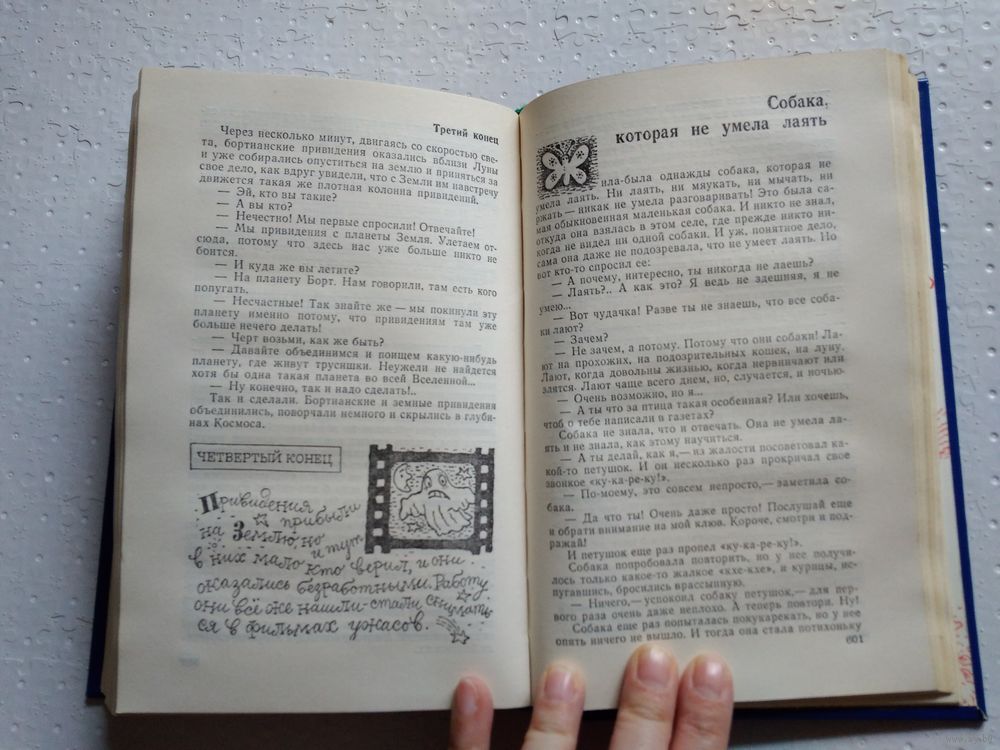 Третий конец
Через несколько минут, двигаясь со скоростью све-
та, бортианские привидения оказались вблизи Луны
и уже собирались опуститься на землю и приняться за
свое дело, как вдруг увидели, что с Земли им навстречу
движется такая же плотная колонна привидений.
— Эй, кто вы такие?
— А вы кто?
— Нечестно! Мы первые спросили! Отвечайте!
— Мы привидения с планеты Земля. Улетаем от-
сюда, потому что здесь нас уже больше никто не
боится.
— И куда же вы летите?
— На планету Борт. Нам говорили, там есть кого
попугать.
— Несчастные! Так знайте же — мы покинули эту
планету именно потому, что привидениям там уже
больше нечего делать!
— Черт возьми, как же быть?
— Давайте объединимся и поищем какую-нибудь
планету, где живут трусишки. Неужели не найдется
хотя бы одна такая планета во всей Вселенной...
— Ну конечно, так и надо сделать!..
Так и сделали. Бортианские и земные привидения
объединились, поворчали немного и скрылись в глуби-
нах Космоса.
ЧЕТВЕРТЫЙ КОНЕЦ
Привидения
прибыли
на Землю, но
и тут
в них мало кто верил, и они
оказались безработными. Работу
они всё же нашли - стали снимать-
ся в фильмах ужасов.
Собака,
которая не умела лаять
Жила-была однажды собака, которая не
умела лаять. Ни лаять, ни мяукать, ни мычать, ни
ржать — никак не умела разговаривать! Это была са-
мая обыкновенная маленькая собака. И никто не знал,
откуда она взялась в этом селе, где прежде никто ни-
когда не видел ни одной собаки. И уж, понятное дело,
сама она даже не подозревала, что не умеет лаять. Но
вот кто-то спросил ее:
— А почему, интересно, ты никогда не лаешь?
— Лаять?.. А как это? Я ведь не здешняя, я не
умею...
— Вот чудачка! Разве ты не знаешь, что все соба-
ки лают?
— Зачем?
— Не зачем, а потому. Потому что они собаки! Ла-
ют на прохожих, на подозрительных кошек, на луну.
Лают, когда довольны жизнью, когда нервничают или
злятся. Лают чаще всего днем, но, случается, и ночью.
— Очень возможно, но я...
— А ты что за птица такая особенная? Или хочешь,
чтоб о тебе написали в газетах?
Собака не знала, что и отвечать. Она не умела ла-
ять и не знала, как этому научиться.
— А ты делай, как я,— из жалости посоветовал ка-
кой-то петушок. И он несколько раз прокричал свое
звонкое «ку-ка-ре-ку!».
— По-моему, это совсем непросто,— заметила со-
бака.
— Да что ты! Очень даже просто! Послушай еще
и обрати внимание на мой клюв. Короче, смотри и под-
ражай!
И петушок еще раз пропел «ку-ка-ре-ку!».
Собака попробовала повторить, но у нее получи-
лось только какое-то жалкое «кхе-кхе», и курицы, ис-
пугавшись, бросились врассыпную.
— Ничего,— успокоил собаку петушок,— для пер-
вого раза очень даже неплохо. А теперь повтори. Ну!
Собака еще раз попыталась покукарекать, но у нее
опять ничего не вышло. И тогда она стала потихоньку
601